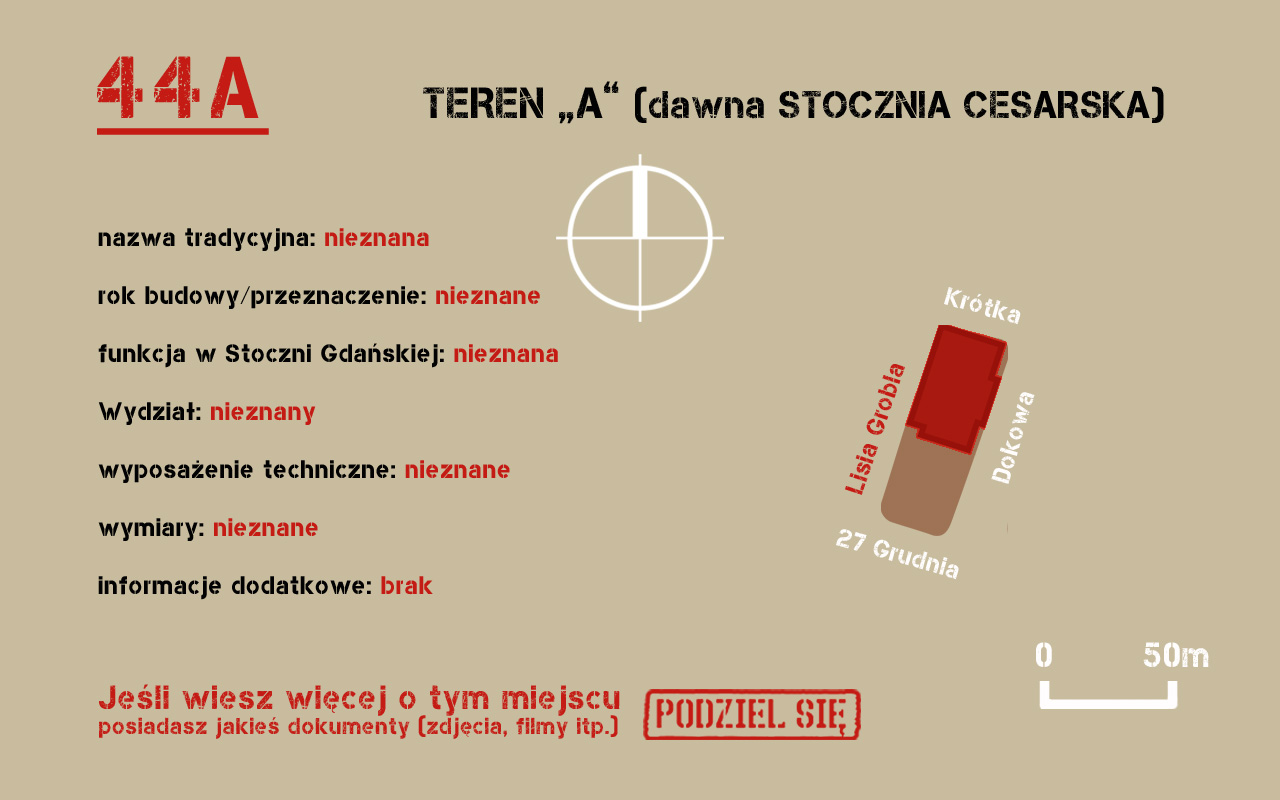 44A
TEREN „A“ (dawna STOCZNIA CESARSKA)
nazwa tradycyjna: nieznana
rok budowy/przeznaczenie: nieznane
funkcja w Stoczni Gdańskiej: nieznana
Wydział: nieznany
wyposażenie techniczne: nieznane
wymiary: nieznane
informacje dodatkowe: brak
Krótka
Lisia Grobla
Dokowa
27 Grudnia
0 50m
Jeśli wiesz więcej o tym miejscu
posiadasz jakieś dokumenty (zdjęcia, filmy itp.)
PODZIEL SIĘ